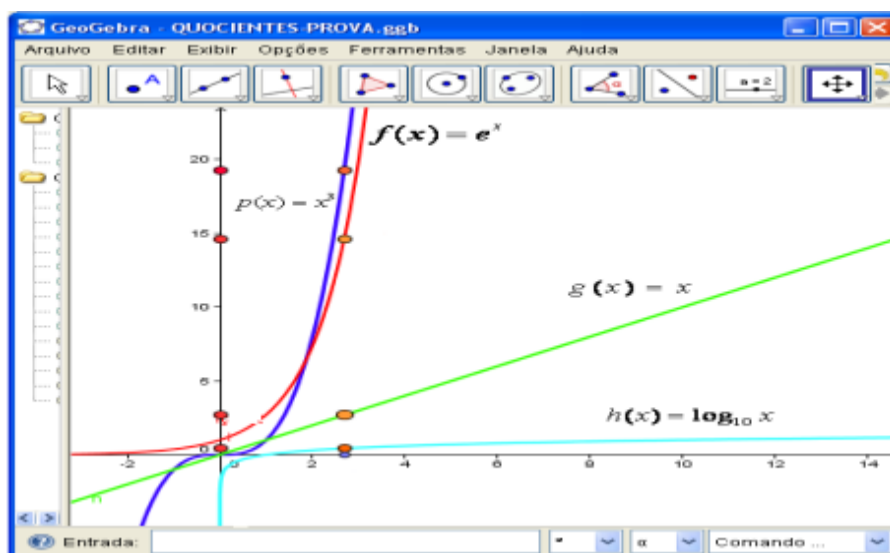 GeoGebra - QUOCIENTES-PROVA.ggb
Arquivo Editar Exibir Opções Ferramentas Janela Ajuda
A
α
a = 2
f(x) = e^x
20
p(x) = x^3
15
g(x) = x
10
5
h(x) = log₁₀ x
0
-2 0 2 4 6 8 10 12 14
Entrada: α Comando ...